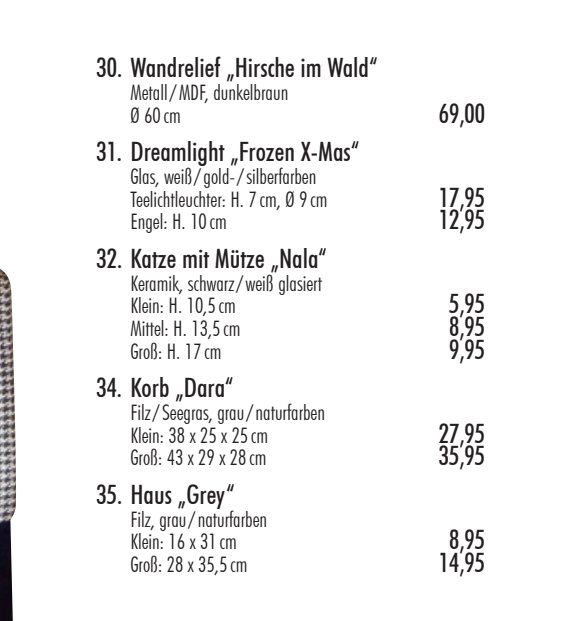 30. Wandrelief „Hirsche im Wald“
Metall/MDF, dunkelbraun
Ø 60 cm 69,00
31. Dreamlight „Frozen X-Mas“
Glas, weiß/gold-/silberfarben
Teelichtleuchter: H. 7 cm, Ø 9 cm 17,95
Engel: H. 10 cm 12,95
32. Katze mit Mütze „Nala“
Keramik, schwarz/weiß glasiert
Klein: H. 10,5 cm 5,95
Mittel: H. 13,5 cm 8,95
Groß: H. 17 cm 9,95
34. Korb „Dara“
Filz/Seegras, grau/naturfarben
Klein: 38 x 25 x 25 cm 27,95
Groß: 43 x 29 x 28 cm 35,95
35. Haus „Grey“
Filz, grau/naturfarben
Klein: 16 x 31 cm 8,95
Groß: 28 x 35,5 cm 14,95